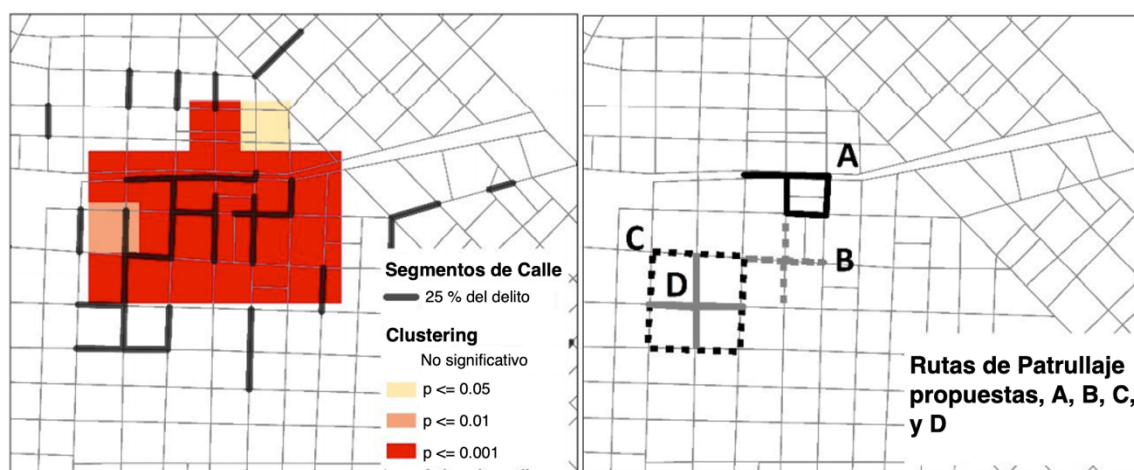 Segmentos de Calle
25 % del delito
Clustering
No significativo
p <= 0.05
p <= 0.01
p <= 0.001
A
B
C
D
Rutas de Patrullaje
propuestas, A, B, C,
y D